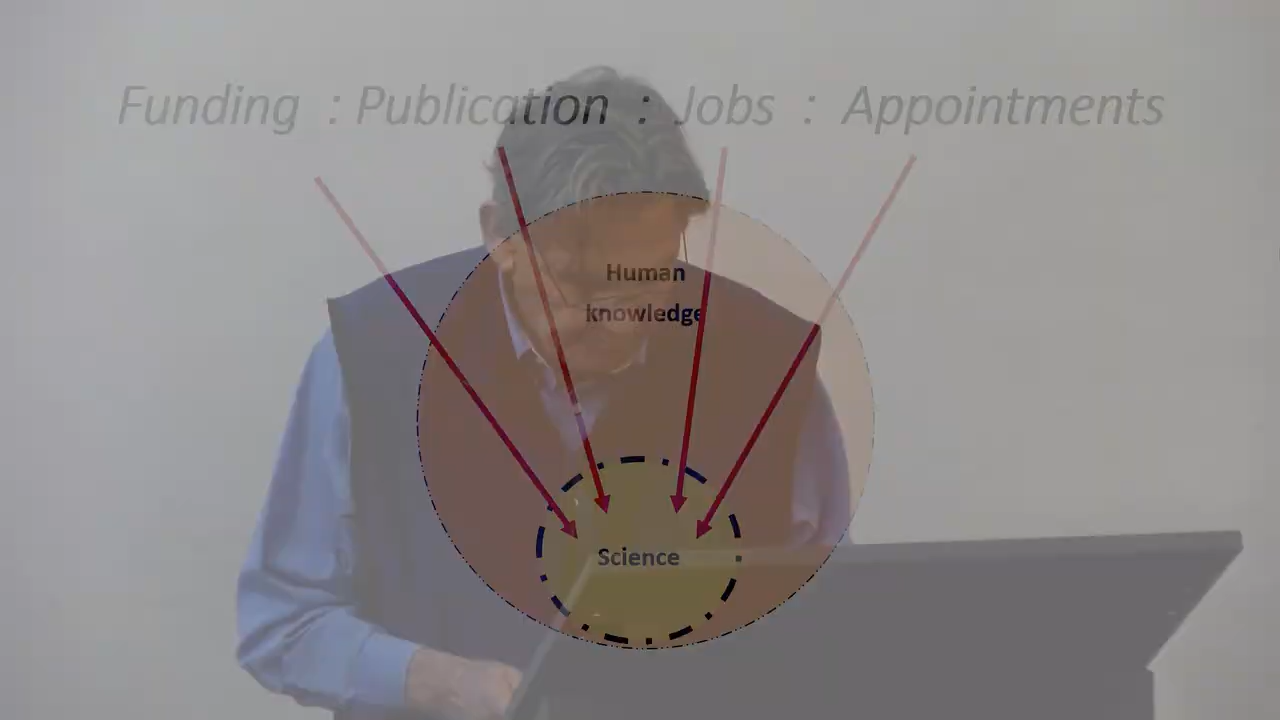 Funding : Publication : Jobs : Appointments
Human
knowledge
Science